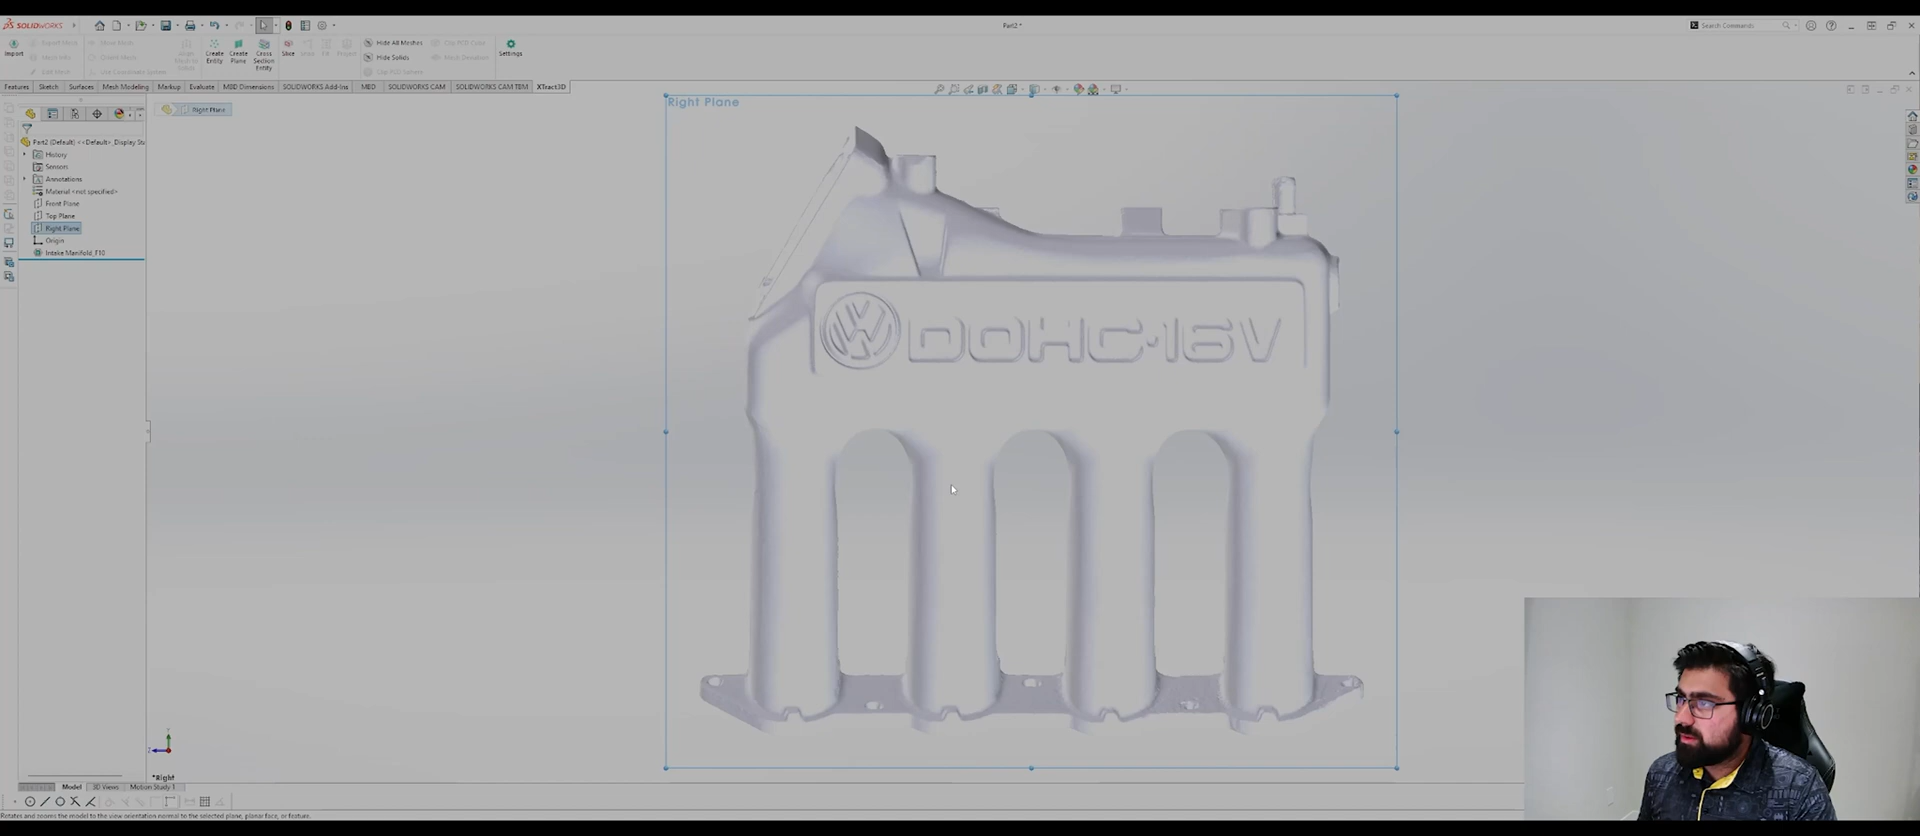 SOLIDWORKS
Part2 *
Search Commands
Import
Create Entity
Create Plane
Cross Section Entity
Slice
Hide All Meshes
Hide Solids
Settings
Features Sketch Surfaces Mesh Modeling Markup Evaluate MBD Dimensions SOLIDWORKS Add-Ins MBD SOLIDWORKS CAM SOLIDWORKS CAM TBM XTract3D
Right Plane
Right Plane
Part2 (Default) <<Default>_Display Sta
History
Sensors
Annotations
Material <not specified>
Front Plane
Top Plane
Right Plane
Origin
Intake Manifold_F10
DOHC·16V
*Right
Model 3D Views Motion Study 1
Rotates and zooms the model to the view orientation normal to the selected plane, planar face, or feature.